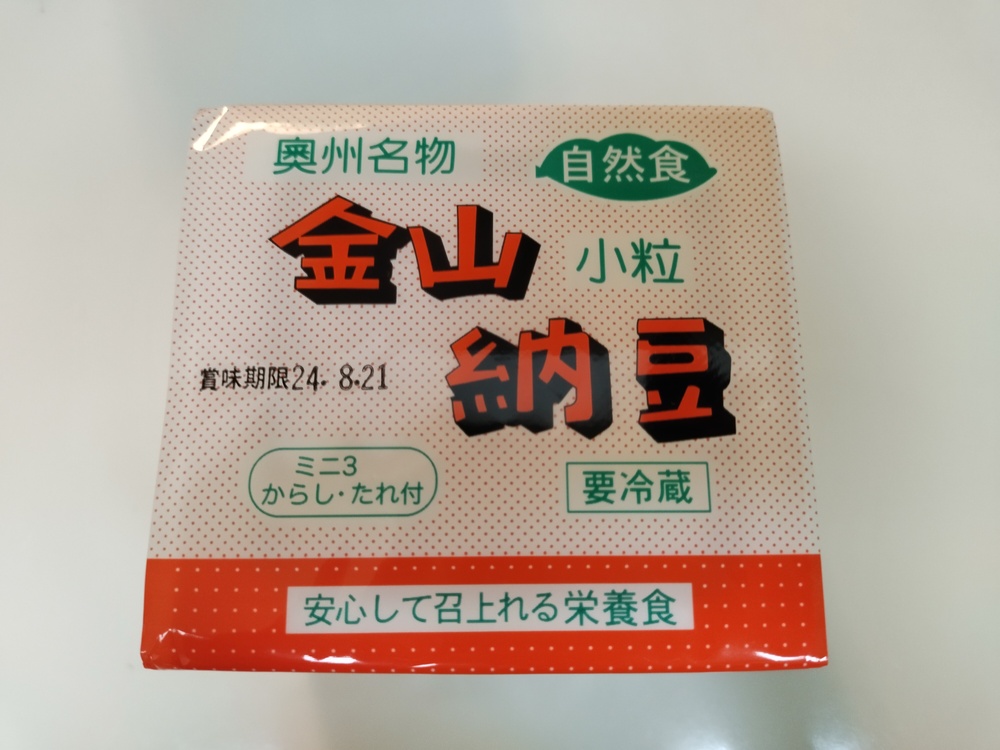 奥州名物
自然食
金山
小粒
納豆
賞味期限24. 8.21
ミニ3
からし・たれ付
要冷蔵
安心して召上れる栄養食